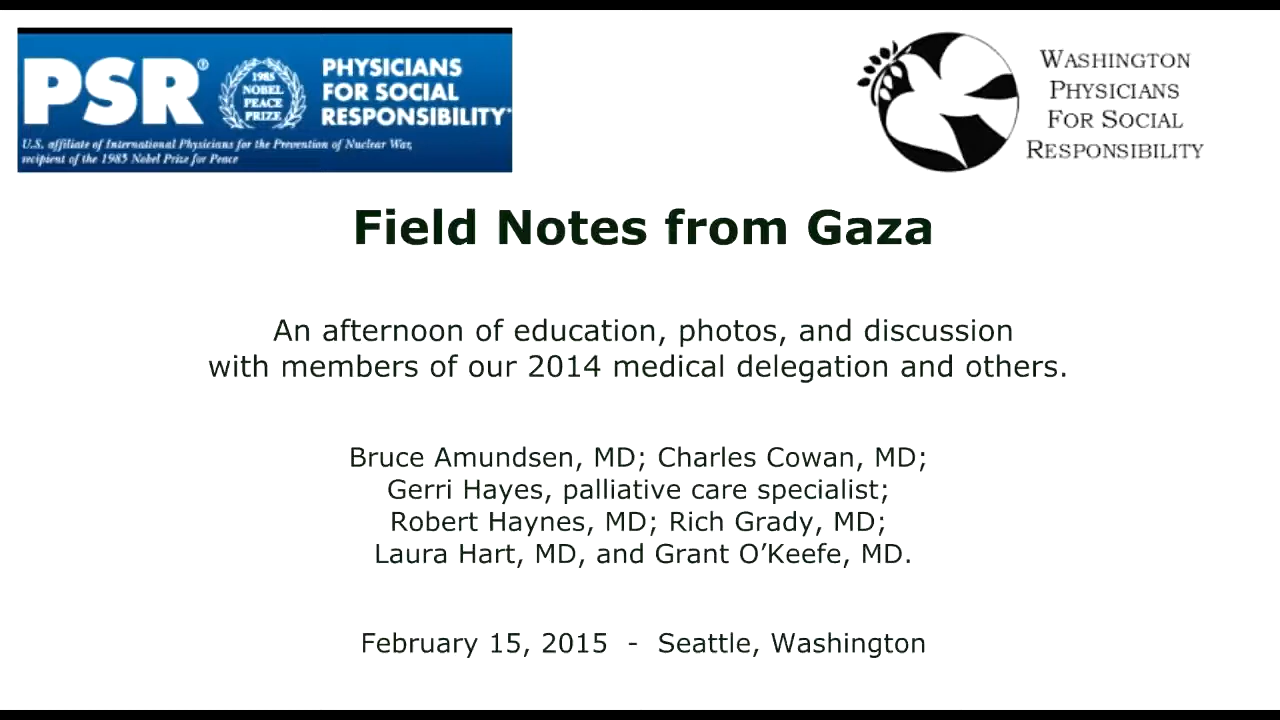 PSR® 1985 NOBEL PEACE PRIZE PHYSICIANS FOR SOCIAL RESPONSIBILITY®
U.S. affiliate of International Physicians for the Prevention of Nuclear War,
recipient of the 1985 Nobel Prize for Peace
WASHINGTON
PHYSICIANS
FOR SOCIAL
RESPONSIBILITY
Field Notes from Gaza
An afternoon of education, photos, and discussion
with members of our 2014 medical delegation and others.
Bruce Amundsen, MD; Charles Cowan, MD;
Gerri Hayes, palliative care specialist;
Robert Haynes, MD; Rich Grady, MD;
Laura Hart, MD, and Grant O’Keefe, MD.
February 15, 2015 - Seattle, Washington